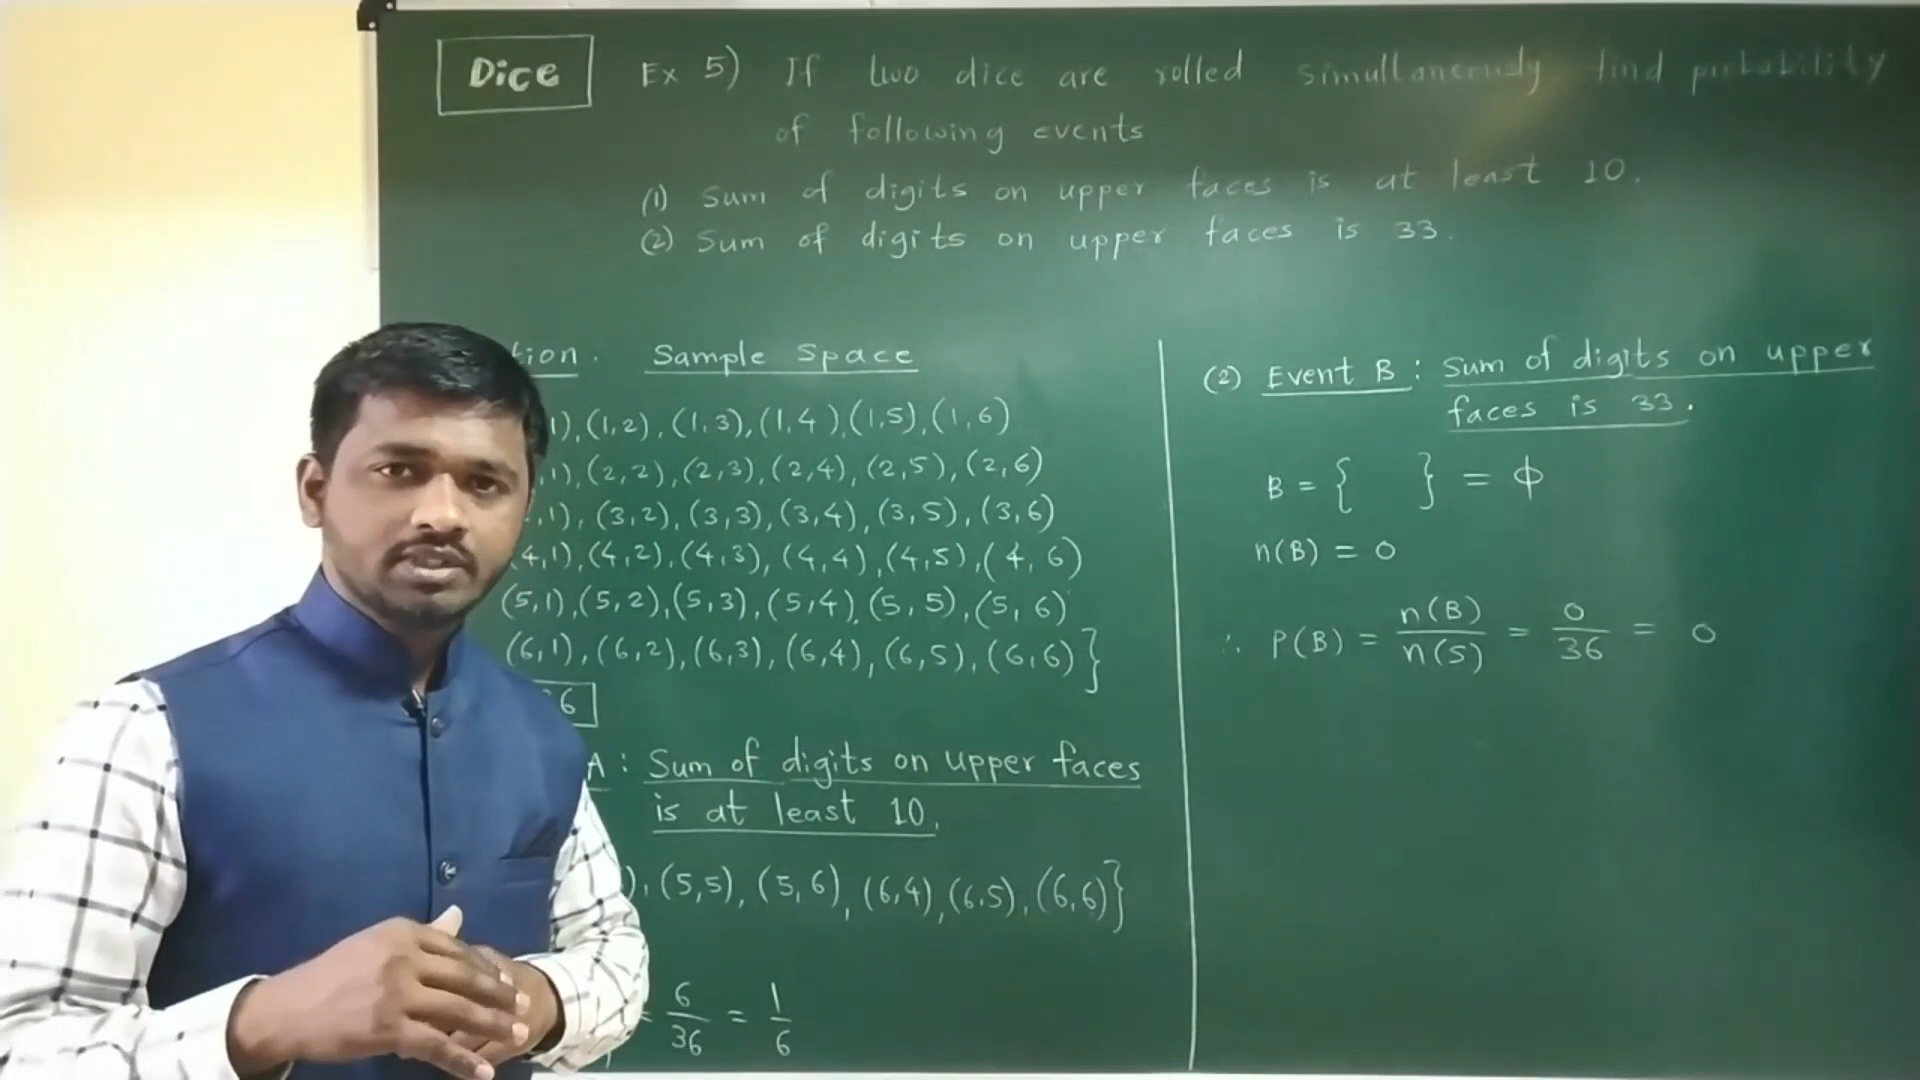 Dice
Ex 5) If two dice are rolled simultaneously find probability
of following events
(1) Sum of digits on upper faces is at least 10.
(2) Sum of digits on upper faces is 33.
tion. Sample Space
1), (1,2), (1,3), (1,4), (1,5), (1,6)
1), (2,2), (2,3), (2,4), (2,5), (2,6)
,1), (3,2), (3,3), (3,4), (3,5), (3,6)
4,1), (4,2), (4,3), (4,4), (4,5), (4,6)
(5,1), (5,2), (5,3), (5,4), (5,5), (5,6)
(6,1), (6,2), (6,3), (6,4), (6,5), (6,6) }
6
A : Sum of digits on upper faces
is at least 10.
), (5,5), (5,6), (6,4), (6,5), (6,6) }
= 6/36 = 1/6
(2) Event B : Sum of digits on upper
faces is 33.
B = { } = ϕ
n(B) = 0
∴ P(B) = n(B)/n(S) = 0/36 = 0